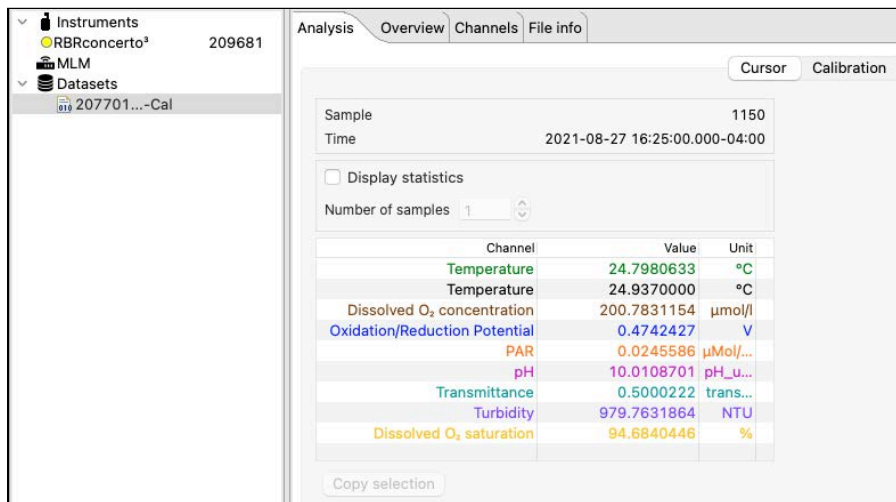 Instruments
RBRconcerto³ 209681
MLM
Datasets
207701...-Cal
Analysis Overview Channels File info
Cursor Calibration
Sample 1150
Time 2021-08-27 16:25:00.000-04:00
Display statistics
Number of samples 1
Channel Value Unit
Temperature 24.7980633 °C
Temperature 24.9370000 °C
Dissolved O₂ concentration 200.7831154 µmol/l
Oxidation/Reduction Potential 0.4742427 V
PAR 0.0245586 µMol/...
pH 10.0108701 pH_u...
Transmittance 0.5000222 trans...
Turbidity 979.7631864 NTU
Dissolved O₂ saturation 94.6840446 %
Copy selection